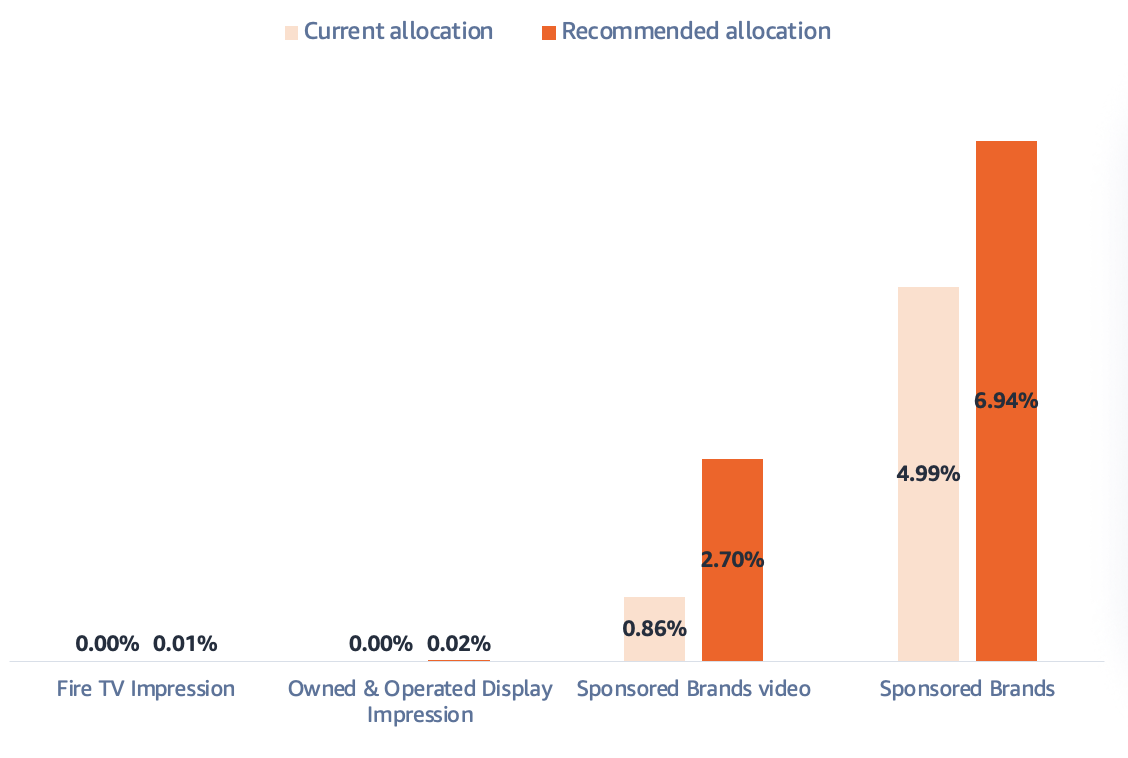 Current allocation
Recommended allocation
6.94%
4.99%
2.70%
0.86%
0.00% 0.01%
0.00% 0.02%
Fire TV Impression
Owned & Operated Display
Impression
Sponsored Brands video
Sponsored Brands